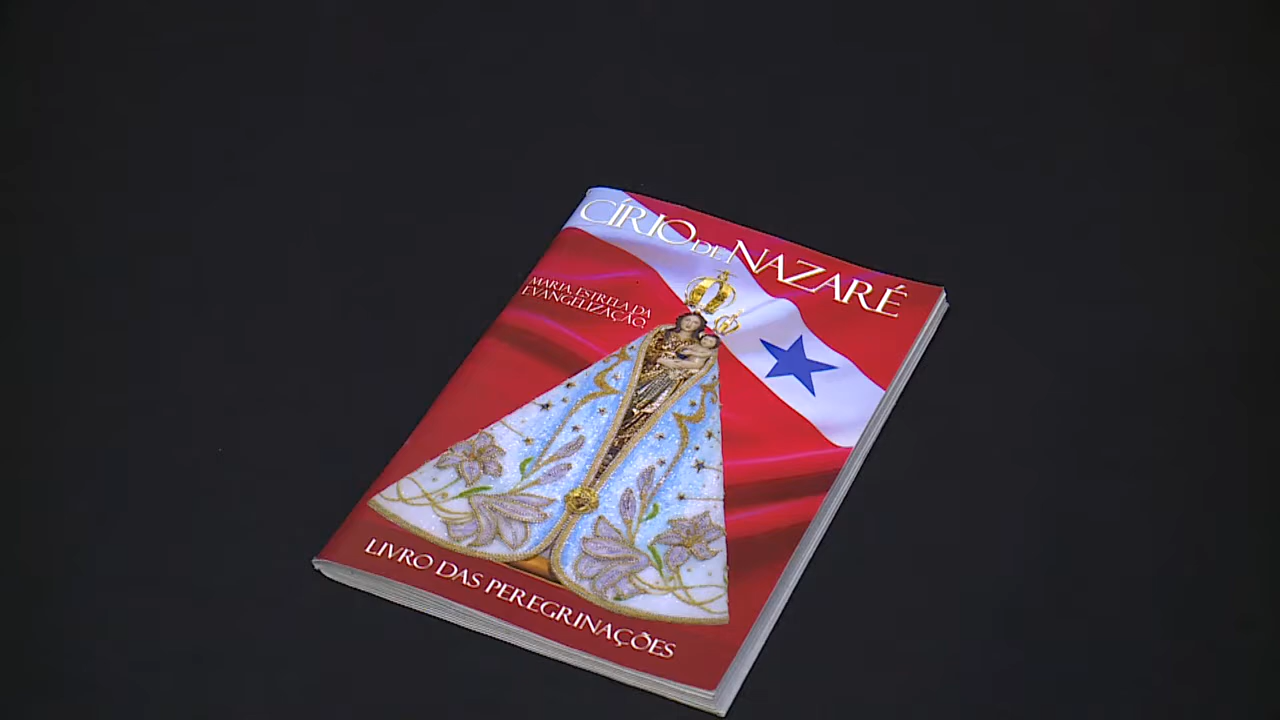 CÍRIO DE NAZARÉ
MARIA, ESTRELA DA
EVANGELIZAÇÃO
LIVRO DAS PEREGRINAÇÕES